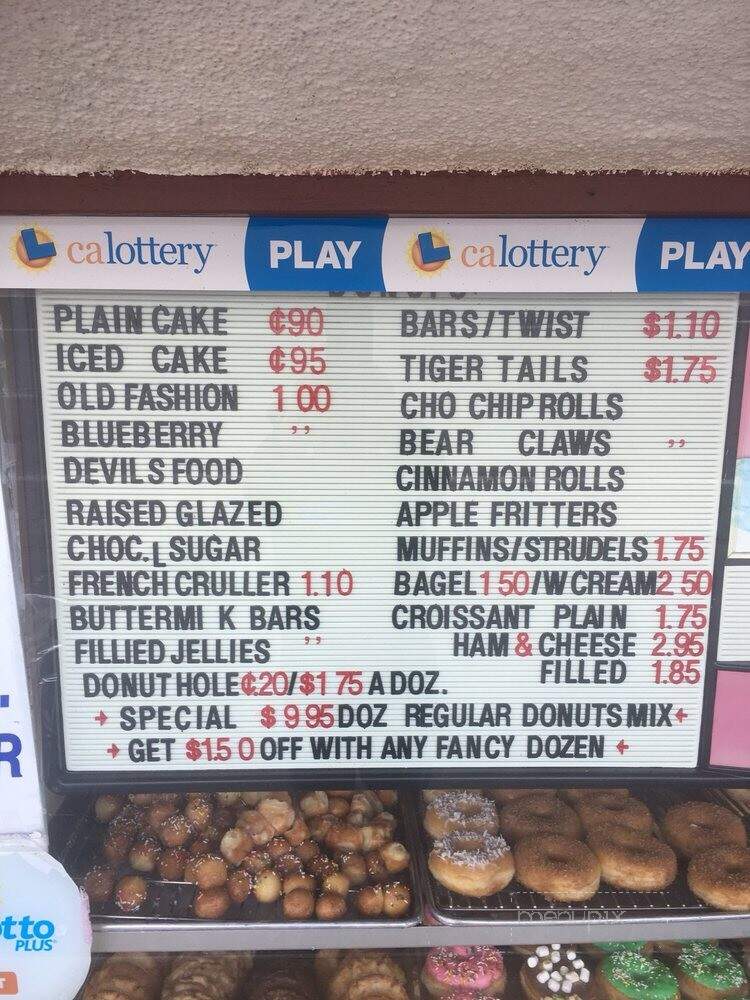 calottery PLAY calottery PLAY
PLAIN CAKE ¢90
ICED CAKE ¢95
OLD FASHION 1 00
BLUEBERRY ,,
DEVILS FOOD
RAISED GLAZED
CHOC. L SUGAR
FRENCH CRULLER 1.10
BUTTERMI K BARS
FILLIED JELLIES ,,
BARS/TWIST $1.10
TIGER TAILS $1.75
CHO CHIP ROLLS
BEAR CLAWS ,,
CINNAMON ROLLS
APPLE FRITTERS
MUFFINS/STRUDELS 1.75
BAGEL 1 50/W CREAM 2 50
CROISSANT PLAIN 1.75
HAM & CHEESE 2.95
FILLED 1.85
DONUT HOLE ¢20/$1 75 A DOZ.
+ SPECIAL $ 9 95 DOZ REGULAR DONUTS MIX +
+ GET $1.5 0 OFF WITH ANY FANCY DOZEN +
R
tto
PLUS
menupix